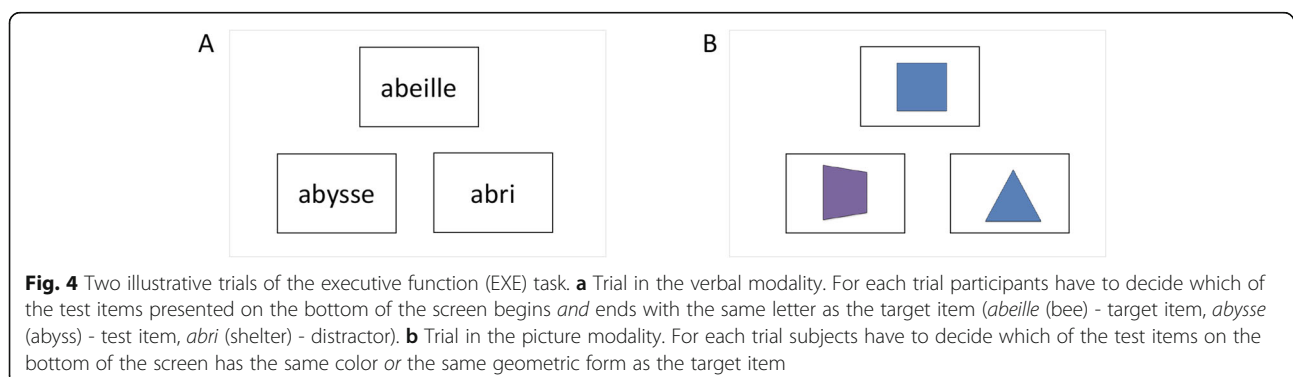 A
B
abeille
abysse
abri
Fig. 4 Two illustrative trials of the executive function (EXE) task. a Trial in the verbal modality. For each trial participants have to decide which of
the test items presented on the bottom of the screen begins and ends with the same letter as the target item (abeille (bee) - target item, abysse
(abyss) - test item, abri (shelter) - distractor). b Trial in the picture modality. For each trial subjects have to decide which of the test items on the
bottom of the screen has the same color or the same geometric form as the target item